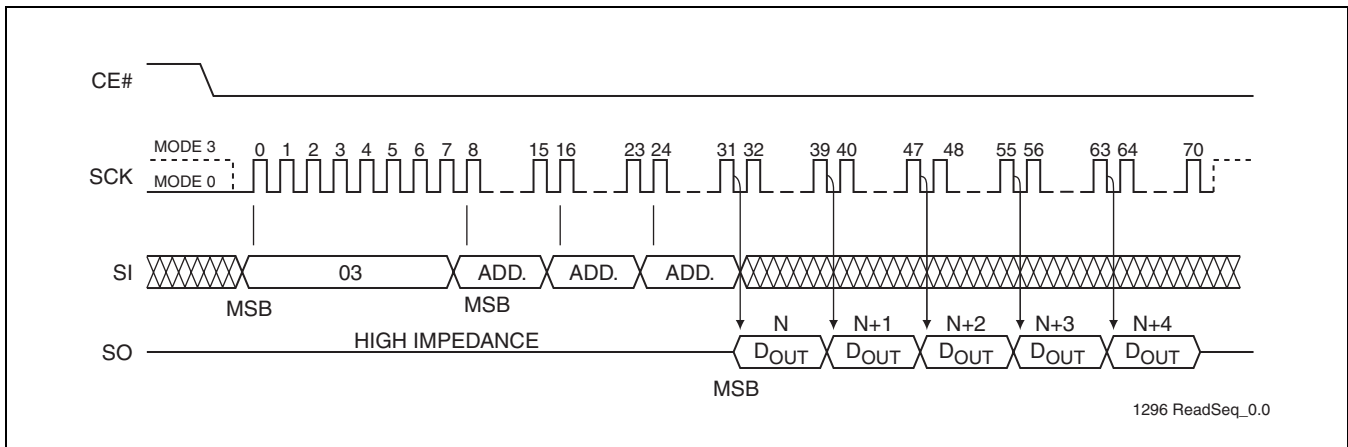 CE#
MODE 3
MODE 0
SCK
0 1 2 3 4 5 6 7 8 15 16 23 24 31 32 39 40 47 48 55 56 63 64 70
SI
03 ADD. ADD. ADD.
MSB MSB
HIGH IMPEDANCE
N N+1 N+2 N+3 N+4
SO
DOUT DOUT DOUT DOUT DOUT
MSB
1296 ReadSeq_0.0